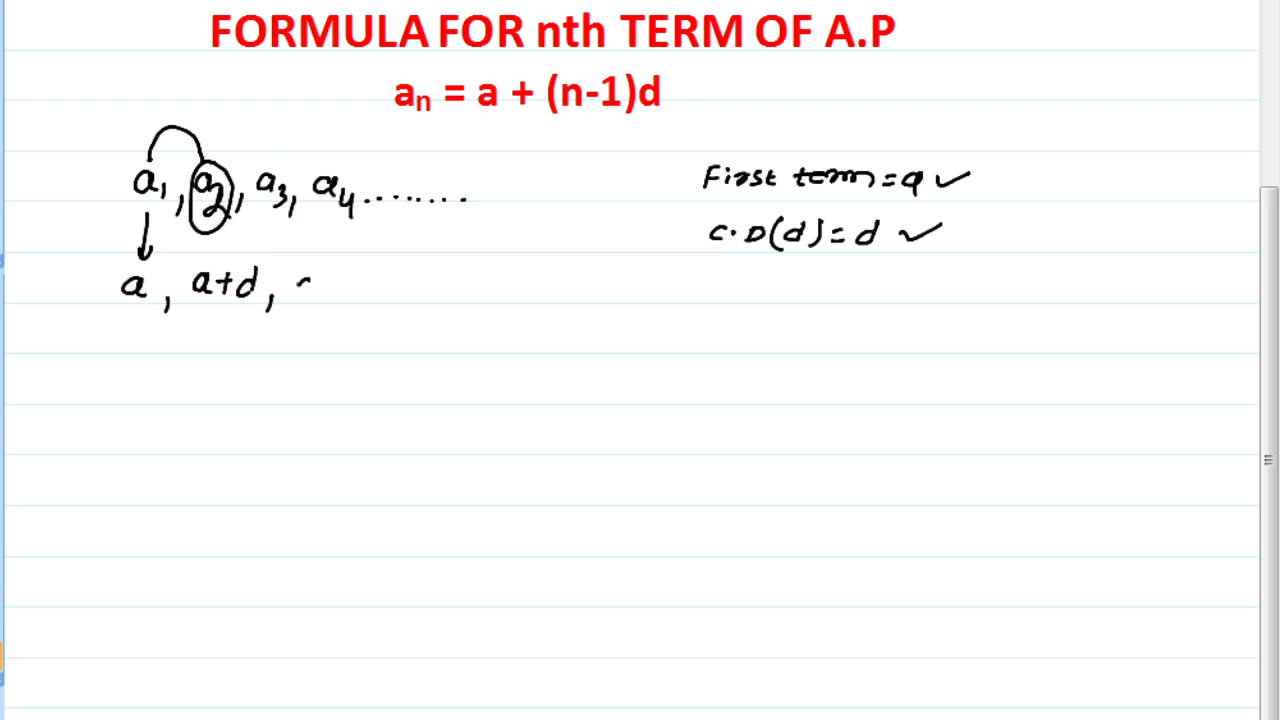 FORMULA FOR nth TERM OF A.P
aₙ = a + (n-1)d
a₁, a₂, a₃, a₄ ........
First term = a ✓
C.D(d) = d ✓
a, a+d,